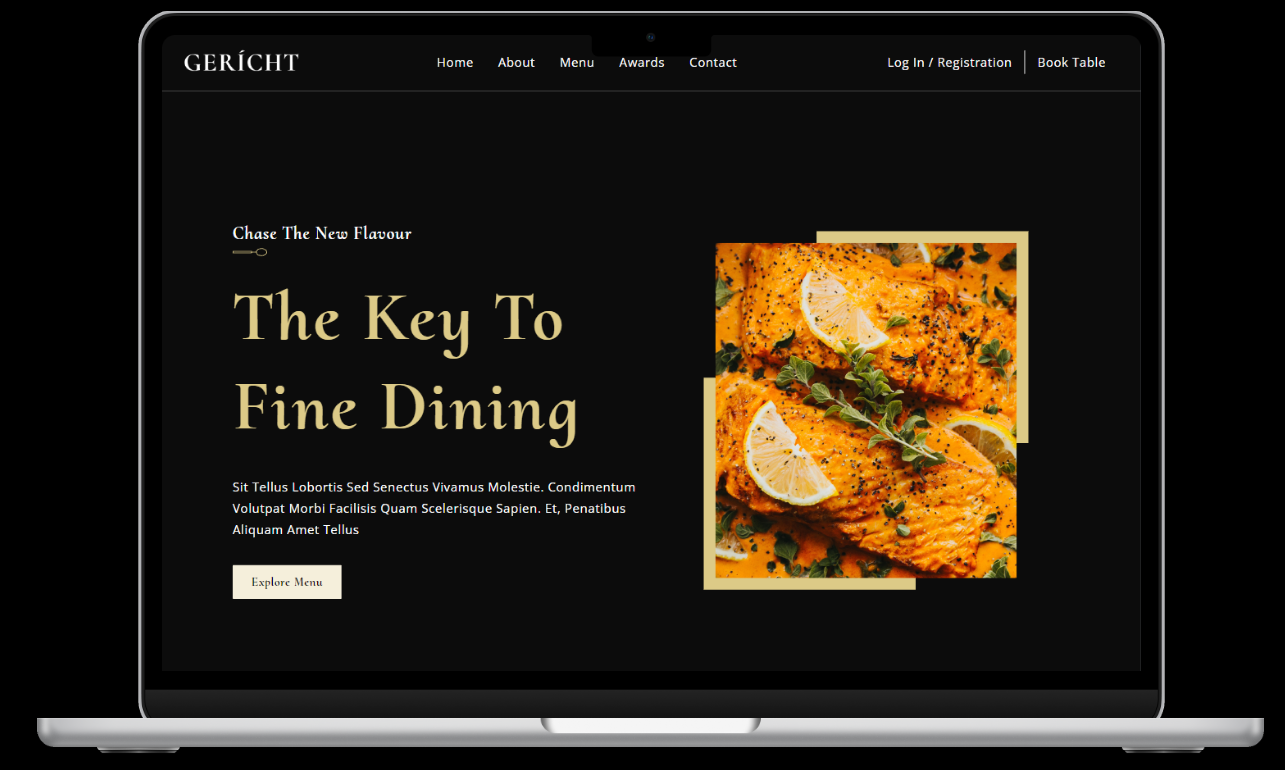 GERÍCHT
Home About Menu Awards Contact
Log In / Registration Book Table
Chase The New Flavour
The Key To
Fine Dining
Sit Tellus Lobortis Sed Senectus Vivamus Molestie. Condimentum
Volutpat Morbi Facilisis Quam Scelerisque Sapien. Et, Penatibus
Aliquam Amet Tellus
Explore Menu